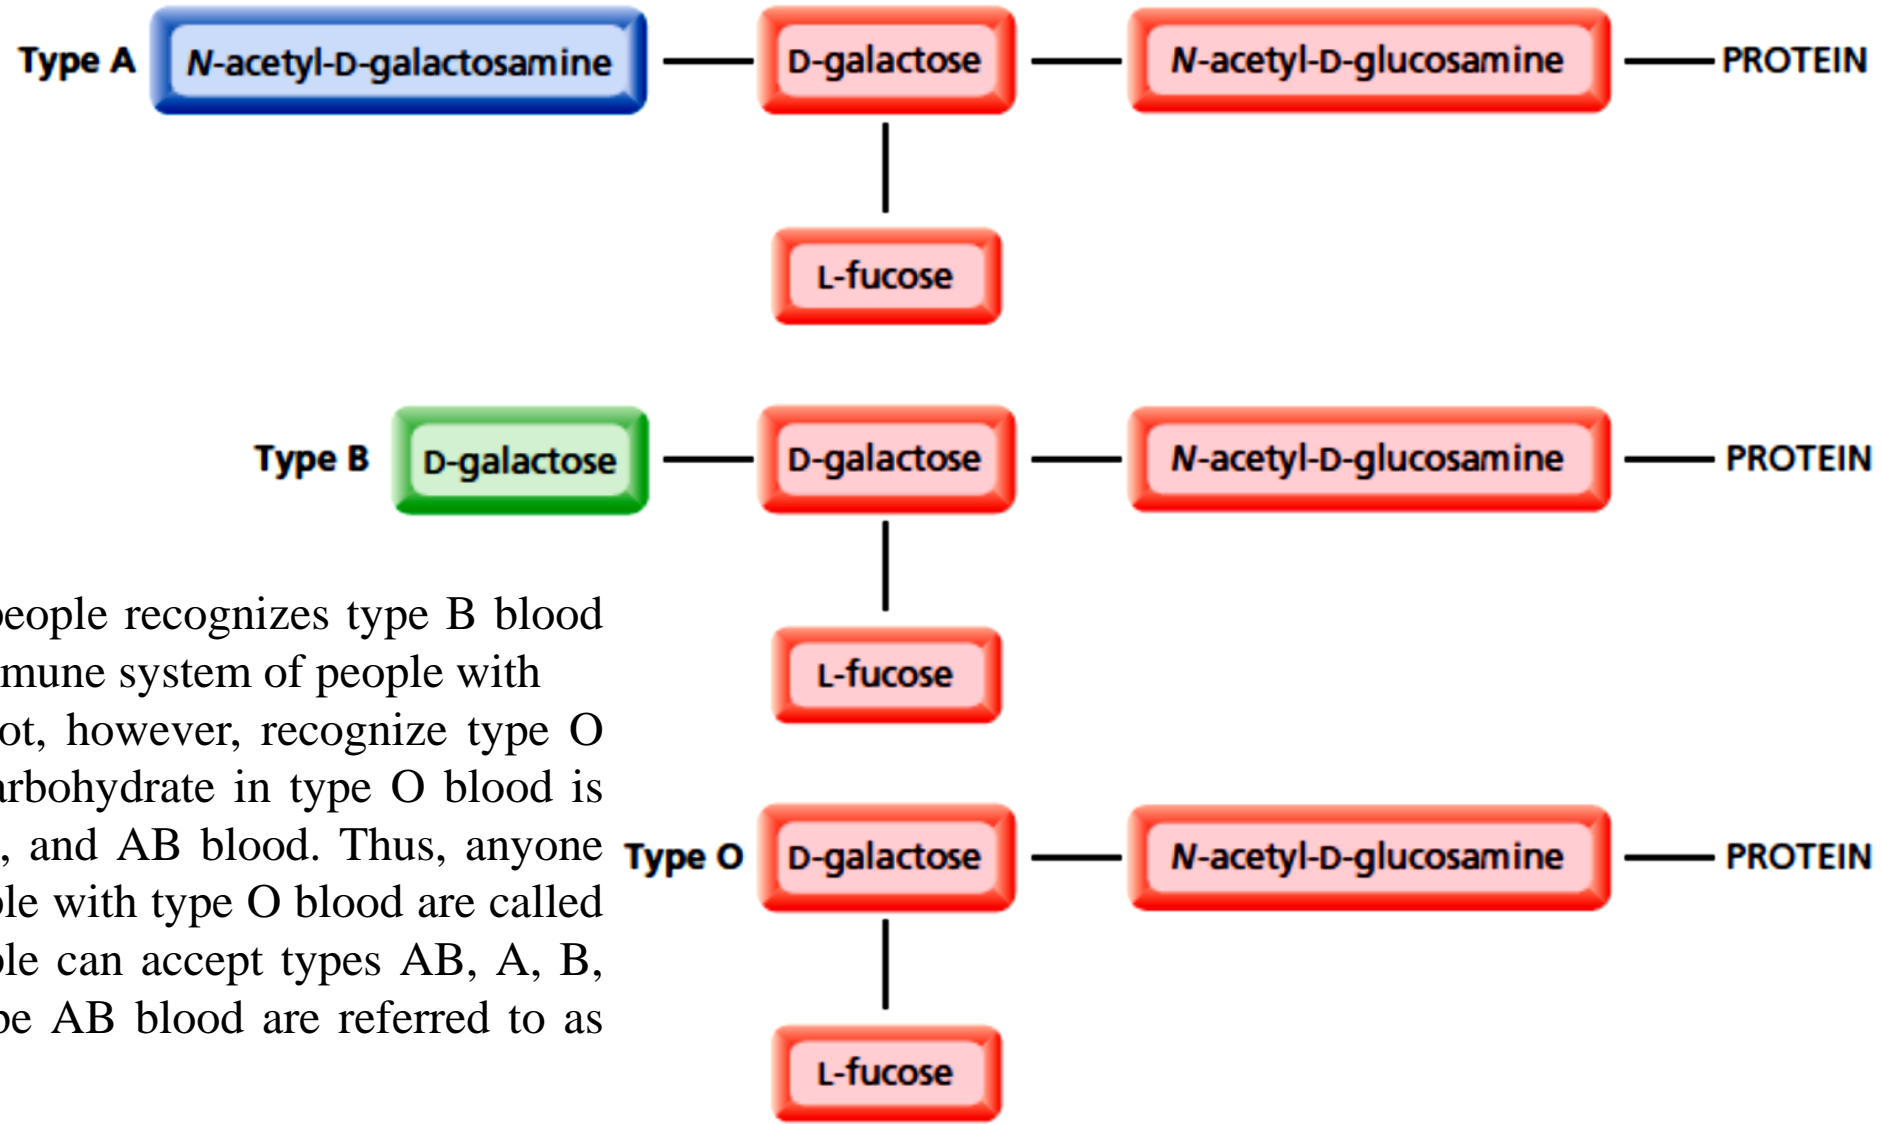 Type A N-acetyl-D-galactosamine D-galactose N-acetyl-D-glucosamine PROTEIN
L-fucose
Type B D-galactose D-galactose N-acetyl-D-glucosamine PROTEIN
L-fucose
people recognizes type B blood
mune system of people with
ot, however, recognize type O
arbohydrate in type O blood is
, and AB blood. Thus, anyone
ple with type O blood are called
ple can accept types AB, A, B,
pe AB blood are referred to as
Type O D-galactose N-acetyl-D-glucosamine PROTEIN
L-fucose